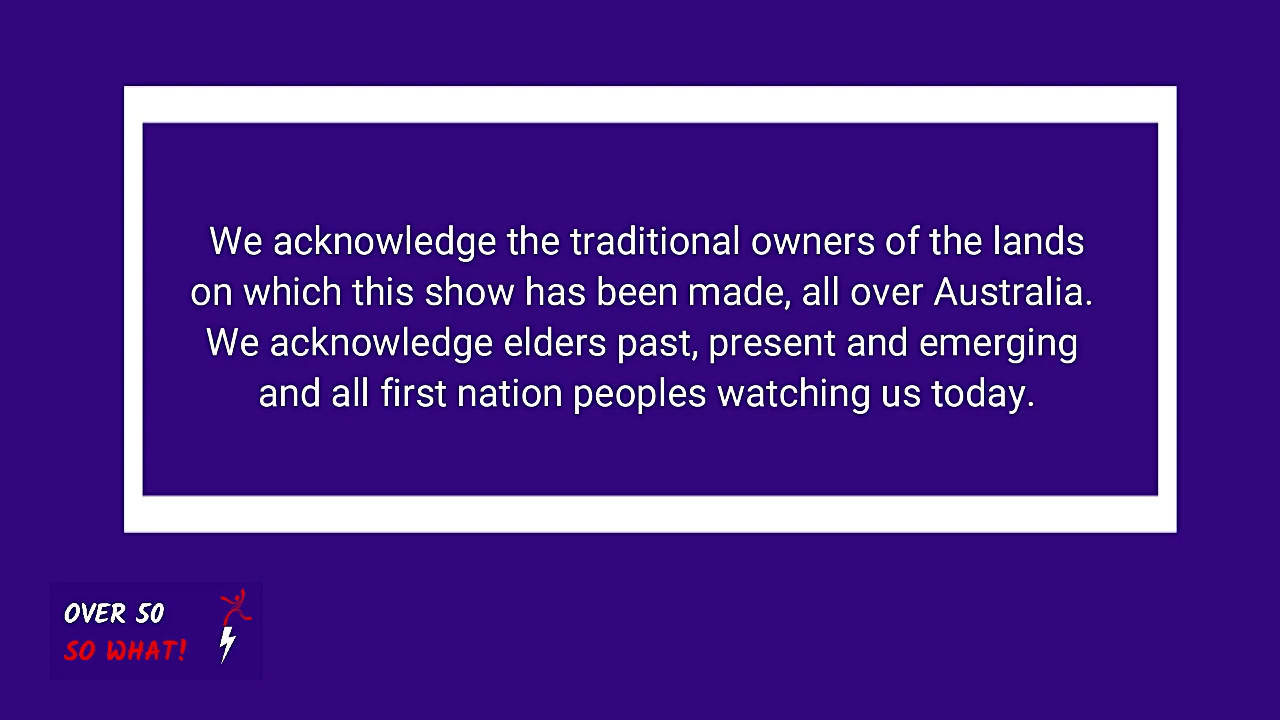 We acknowledge the traditional owners of the lands
on which this show has been made, all over Australia.
We acknowledge elders past, present and emerging
and all first nation peoples watching us today.
OVER 50
SO WHAT!